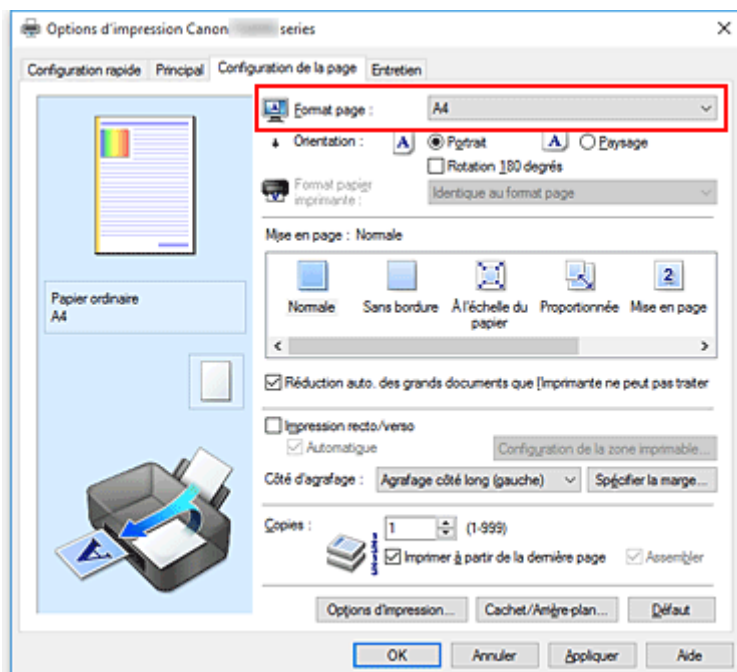 Options d'impression Canon series
Configuration rapide Principal Configuration de la page Entretien
Format page : A4
Orientation : A Portrait A Paysage
Rotation 180 degrés
Format papier imprimante : Identique au format page
Mise en page : Normale
2
Normale Sans bordure À l'échelle du papier Proportionnée Mise en page
Papier ordinaire
A4
Réduction auto. des grands documents que l'imprimante ne peut pas traiter
Impression recto/verso
Automatique Configuration de la zone imprimable...
Côté d'agrafage : Agrafage côté long (gauche) Spécifier la marge...
Copies : 1 (1-999)
Imprimer à partir de la dernière page Assembler
A
Options d'impression... Cachet/Arrière-plan... Défaut
OK Annuler Appliquer Aide